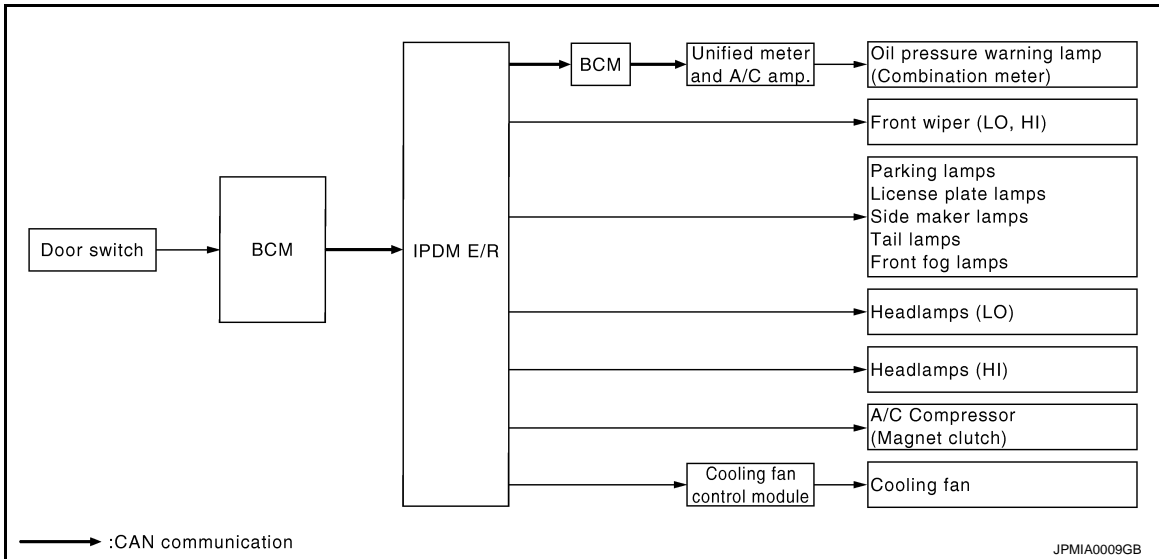 Door switch
BCM
IPDM E/R
BCM
Unified meter
and A/C amp.
Oil pressure warning lamp
(Combination meter)
Front wiper (LO, HI)
Parking lamps
License plate lamps
Side maker lamps
Tail lamps
Front fog lamps
Headlamps (LO)
Headlamps (HI)
A/C Compressor
(Magnet clutch)
Cooling fan
control module
Cooling fan
:CAN communication
JPMIA0009GB